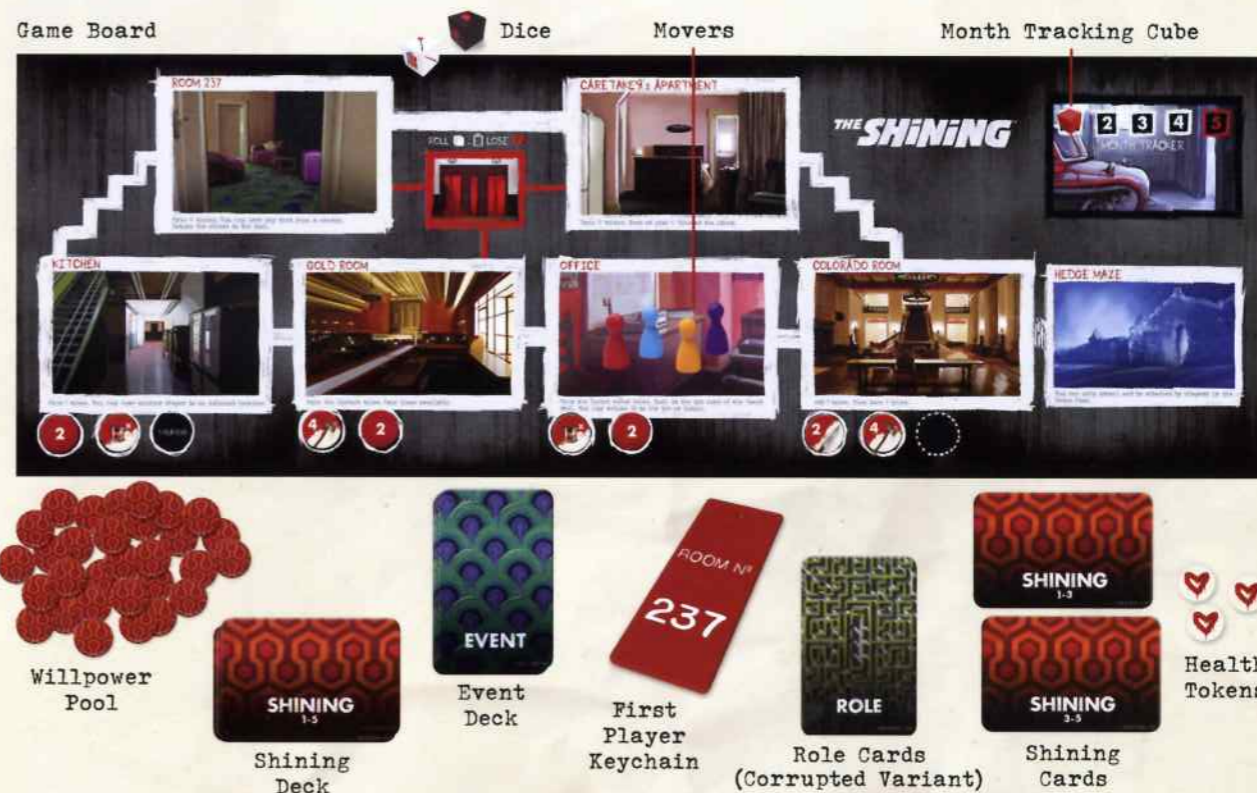 Game Board
Dice
Movers
Month Tracking Cube
ROOM 237
CARETAKER'S APARTMENT
THE SHiNiNG
2 3 4 5
MONTH TRACKER
ROLL
LOSE
KITCHEN
GOLD ROOM
OFFICE
COLORADO ROOM
HEDGE MAZE
2
4
2
2
2
4
EVENT
ROOM Nº
237
SHINING
1-3
SHINING
1-5
ROLE
SHINING
3-5
Willpower
Pool
Shining
Deck
Event
Deck
First
Player
Keychain
Role Cards
(Corrupted Variant)
Shining
Cards
Health
Tokens